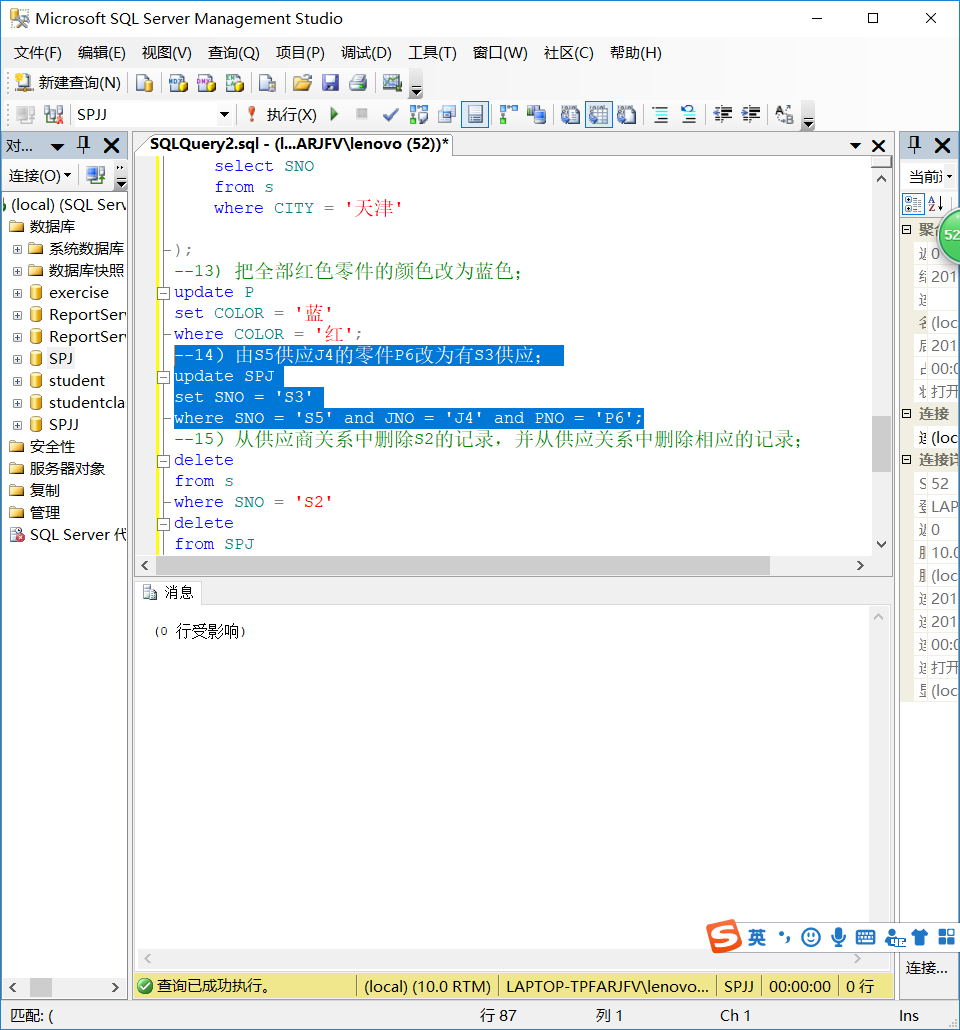 Microsoft SQL Server Management Studio
文件(F) 编辑(E) 视图(V) 查询(Q) 项目(P) 调试(D) 工具(T) 窗口(W) 社区(C) 帮助(H)
新建查询(N)
SPJJ 执行(X)
对... SQLQuery2.sql - (l...ARJFV\lenovo (52))*
连接(O)
(local) (SQL Serv
数据库
系统数据库
数据库快照
exercise
ReportServ
ReportServ
SPJ
student
studentcla
SPJJ
安全性
服务器对象
复制
管理
SQL Server 代
select SNO
from s
where CITY = '天津'
);
--13) 把全部红色零件的颜色改为蓝色;
update P
set COLOR = '蓝'
where COLOR = '红';
--14) 由S5供应J4的零件P6改为有S3供应;
update SPJ
set SNO = 'S3'
where SNO = 'S5' and JNO = 'J4' and PNO = 'P6';
--15) 从供应商关系中删除S2的记录,并从供应关系中删除相应的记录;
delete
from s
where SNO = 'S2'
delete
from SPJ
消息
(0 行受影响)
当前
52
0
201
(loc
201
00:0
打开
连接
(loc
连接
S 52
LAP
0
10.0
(loc
201
201
00:0
打开
(loc
英
连接...
查询已成功执行。 (local) (10.0 RTM) LAPTOP-TPFARJFV\lenovo... SPJJ 00:00:00 0 行
匹配: ( 行 87 列 1 Ch 1 Ins